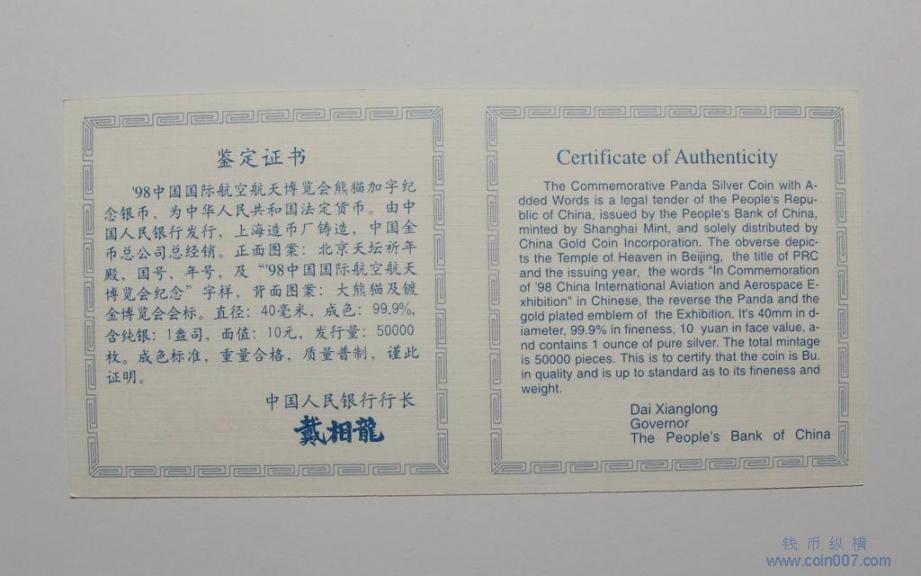 鉴定证书
'98中国国际航空航天博览会熊猫加字纪
念银币，为中华人民共和国法定货币。由中
国人民银行发行，上海造币厂铸造，中国金
币总公司总经销。正面图案：北京天坛祈年
殿，国号，年号，及“'98中国国际航空航天
博览会纪念”字样，背面图案：大熊猫及镀
金博览会会标。直径：40毫米，成色：99.9%，
含纯银：1盎司，面值：10元，发行量：50000
枚。成色标准，重量合格，质量普制，谨此
证明。
中国人民银行行长
戴相龍
Certificate of Authenticity
The Commemorative Panda Silver Coin with A-
dded Words is a legal tender of the People's Repu-
blic of China, issued by the People's Bank of China,
minted by Shanghai Mint, and solely distributed by
China Gold Coin Incorporation. The obverse depic-
ts the Temple of Heaven in Beijing, the title of PRC
and the issuing year, the words "In Commemoration
of '98 China International Aviation and Aerospace E-
xhibition" in Chinese, the reverse the Panda and the
gold plated emblem of the Exhibition. It's 40mm in d-
iameter, 99.9% in fineness, 10 yuan in face value, a-
nd contains 1 ounce of pure silver. The total mintage
is 50000 pieces. This is to certify that the coin is Bu.
in quality and is up to standard as to its fineness and
weight.
Dai Xianglong
Governor
The People's Bank of China
钱币纵横
www.coin007.com